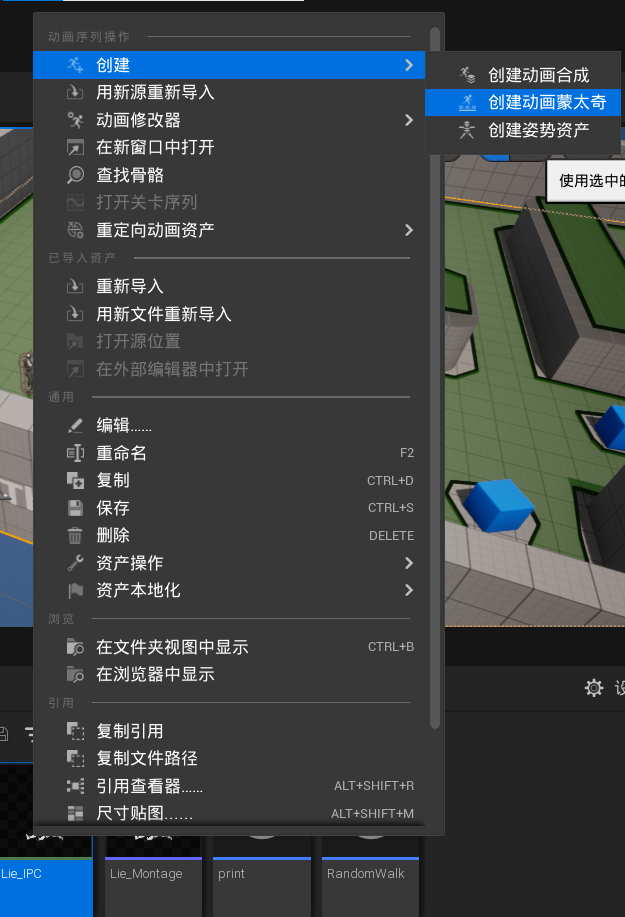 动画序列操作
创建
用新源重新导入
动画修改器
在新窗口中打开
查找骨骼
打开关卡序列
重定向动画资产
已导入资产
重新导入
用新文件重新导入
打开源位置
在外部编辑器中打开
通用
编辑......
重命名 F2
复制 CTRL+D
保存 CTRL+S
删除 DELETE
资产操作
资产本地化
浏览
在文件夹视图中显示 CTRL+B
在浏览器中显示
引用
复制引用
复制文件路径
引用查看器...... ALT+SHIFT+R
尺寸贴图…… ALT+SHIFT+M
创建动画合成
创建动画蒙太奇
创建姿势资产
使用选中的
设
Lie_IPC
Lie_Montage
print
RandomWalk